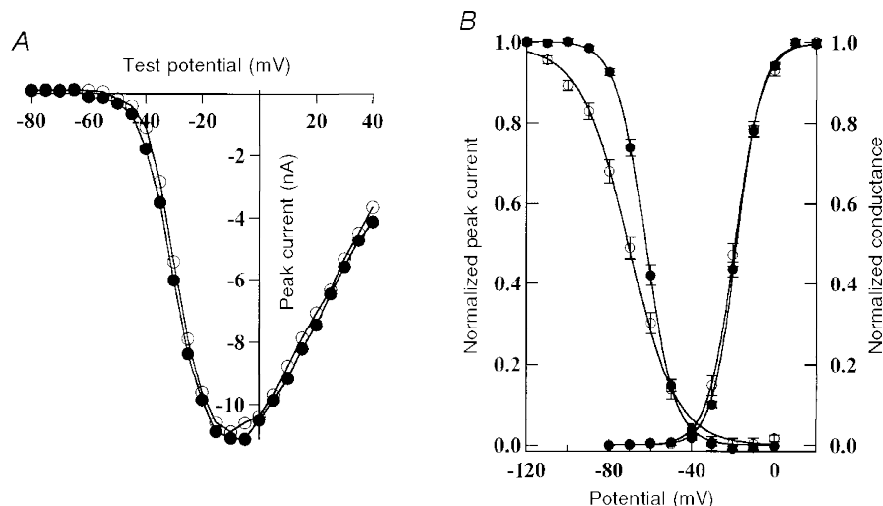 A
Test potential (mV)
-80 -60 -40 -20 20 40
-2
-4
-6
-8
-10
Peak current (nA)
B
1.0
0.8
0.6
0.4
0.2
0.0
Normalized peak current
1.0
0.8
0.6
0.4
0.2
0.0
Normalized conductance
-120 -80 -40 0
Potential (mV)